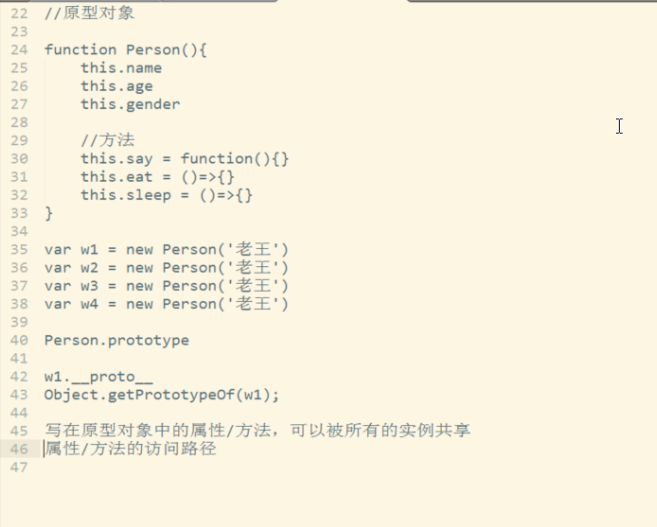 22 //原型对象
23
24 function Person(){
25     this.name
26     this.age
27     this.gender
28
29     //方法
30     this.say = function(){}
31     this.eat = ()=>{}
32     this.sleep = ()=>{}
33 }
34
35 var w1 = new Person('老王')
36 var w2 = new Person('老王')
37 var w3 = new Person('老王')
38 var w4 = new Person('老王')
39
40 Person.prototype
41
42 w1.__proto__
43 Object.getPrototypeOf(w1);
44
45 写在原型对象中的属性/方法，可以被所有的实例共享
46 属性/方法的访问路径
47